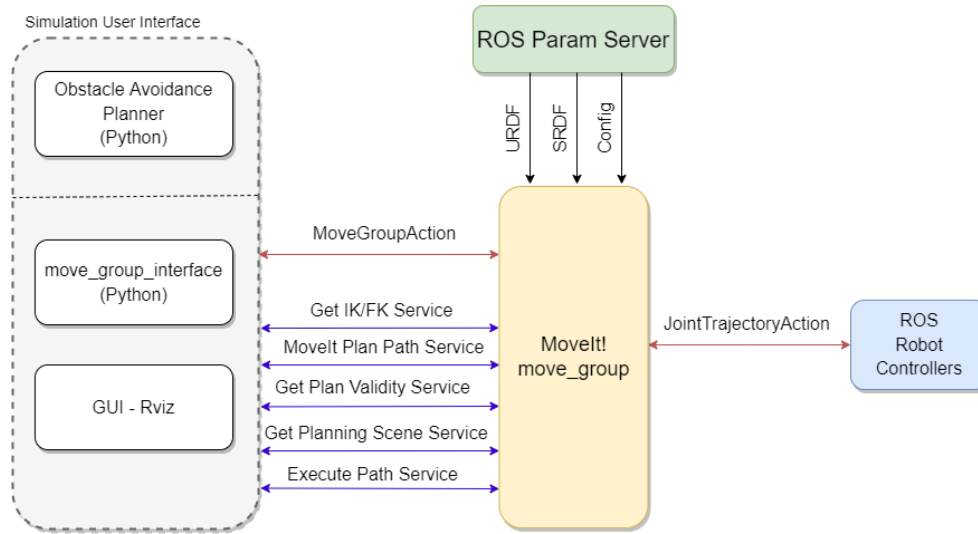 Simulation User Interface
Obstacle Avoidance
Planner
(Python)
move_group_interface
(Python)
GUI - Rviz
ROS Param Server
URDF
SRDF
Config
MoveGroupAction
Get IK/FK Service
MoveIt Plan Path Service
Get Plan Validity Service
Get Planning Scene Service
Execute Path Service
MoveIt!
move_group
JointTrajectoryAction
ROS
Robot
Controllers